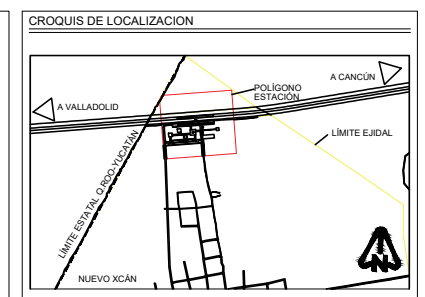 CROQUIS DE LOCALIZACION
A CANCÚN
POLÍGONO
ESTACIÓN
A VALLADOLID
LÍMITE EJIDAL
LÍMITE ESTATAL Q.ROO-YUCATÁN
NUEVO XCÁN
N